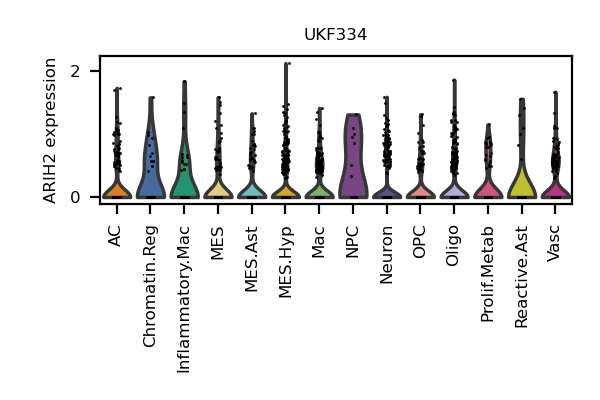 UKF334
ARIH2 expression
2
0
AC
Chromatin.Reg
Inflammatory.Mac
MES
MES.Ast
MES.Hyp
Mac
NPC
Neuron
OPC
Oligo
Prolif.Metab
Reactive.Ast
Vasc